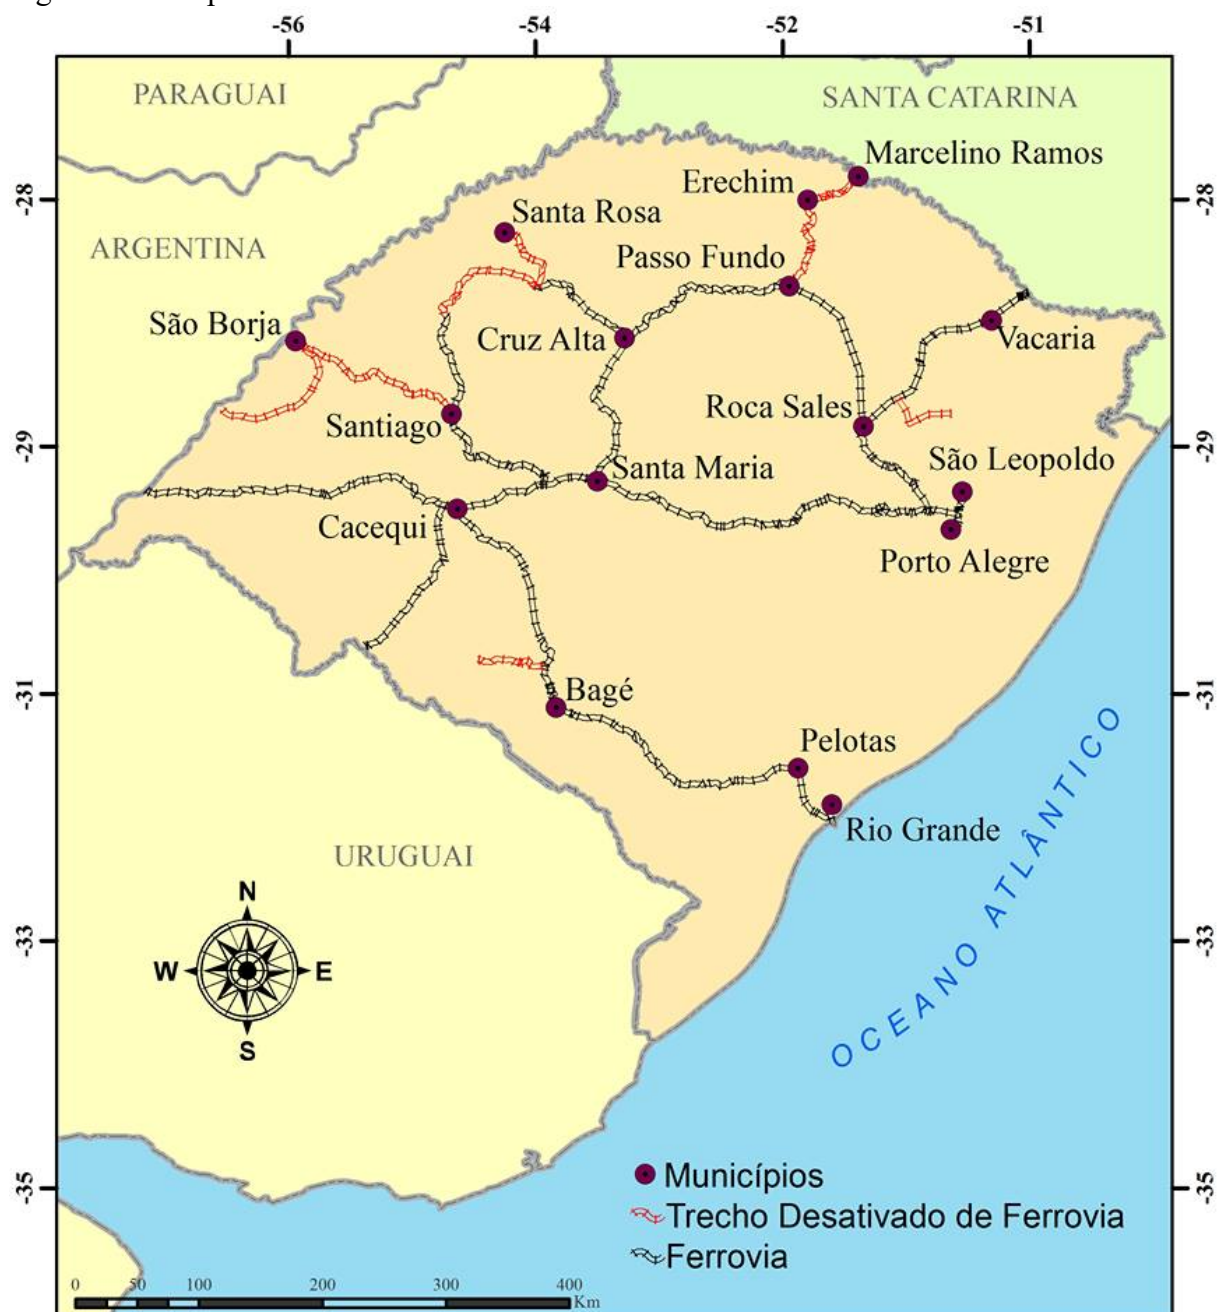 -56 -54 -52 -51
PARAGUAI
SANTA CATARINA
Marcelino Ramos
-28
Erechim
-28
Santa Rosa
ARGENTINA
Passo Fundo
São Borja
Cruz Alta
Vacaria
Roca Sales
Santiago
-29
-29
São Leopoldo
Santa Maria
Cacequi
Porto Alegre
-31
Bagé
-31
Pelotas
Rio Grande
OCEANO ATLÂNTICO
URUGUAI
N
-33
W E
-33
S
Municípios
-35
-35
Trecho Desativado de Ferrovia
Ferrovia
0 50 100 200 300 400
Km